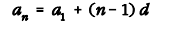 aₙ = a₁ + (n − 1) d